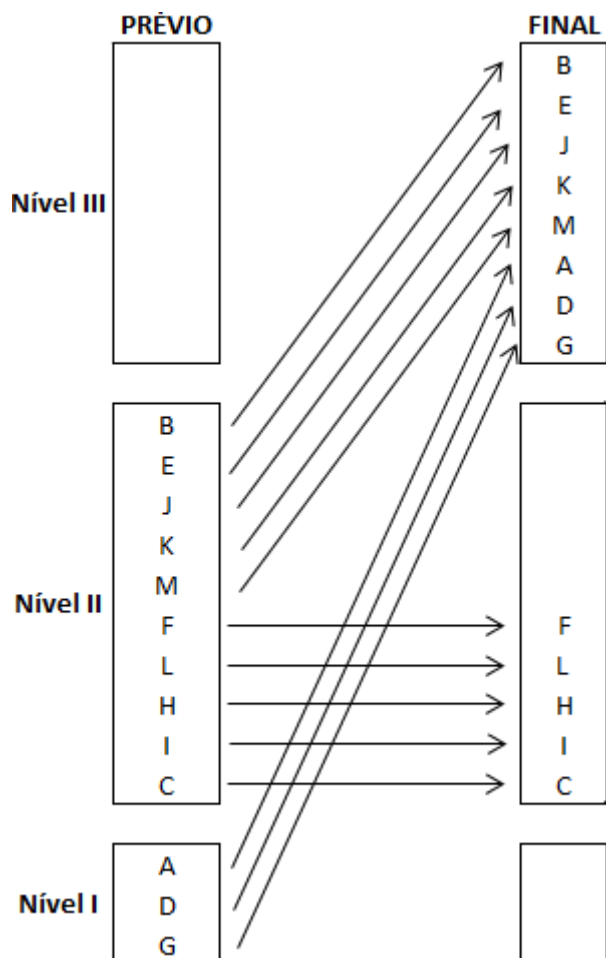 PRÉVIO FINAL
B
E
J
K
Nível III
M
A
D
G
B
E
J
K
M
Nível II
F F
L L
H H
I I
C C
A
Nível I
D
G